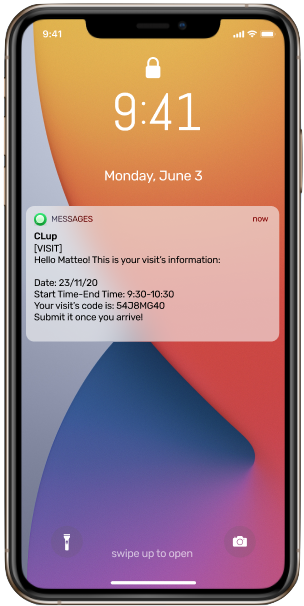 9:41
9:41
Monday, June 3
MESSAGES now
CLup
[VISIT]
Hello Matteo! This is your visit's information:
Date: 23/11/20
Start Time-End Time: 9:30-10:30
Your visit's code is: 54J8MG40
Submit it once you arrive!
swipe up to open